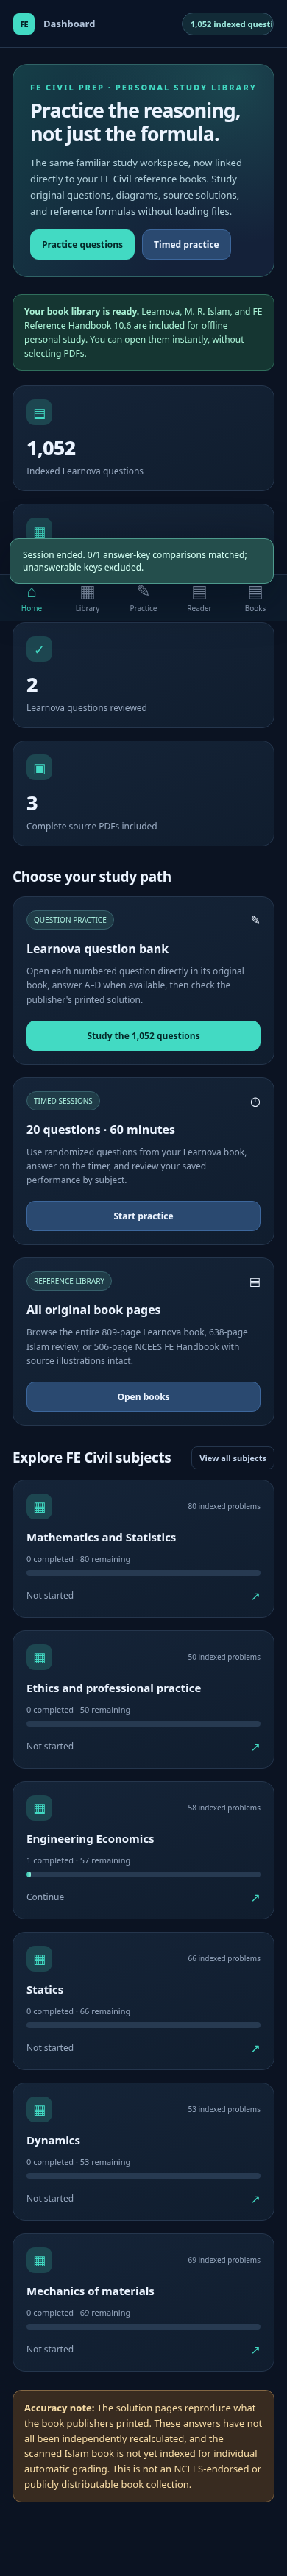 FE
Dashboard
1,052 indexed questi
FE CIVIL PREP · PERSONAL STUDY LIBRARY
Practice the reasoning,
not just the formula.
The same familiar study workspace, now linked
directly to your FE Civil reference books. Study
original questions, diagrams, source solutions,
and reference formulas without loading files.
Practice questions
Timed practice
Your book library is ready. Learnova, M. R. Islam, and FE
Reference Handbook 10.6 are included for offline
personal study. You can open them instantly, without
selecting PDFs.
1,052
Indexed Learnova questions
Session ended. 0/1 answer-key comparisons matched;
unanswerable keys excluded.
Home
Library
Practice
Reader
Books
2
Learnova questions reviewed
3
Complete source PDFs included
Choose your study path
QUESTION PRACTICE
Learnova question bank
Open each numbered question directly in its original
book, answer A–D when available, then check the
publisher's printed solution.
Study the 1,052 questions
TIMED SESSIONS
20 questions · 60 minutes
Use randomized questions from your Learnova book,
answer on the timer, and review your saved
performance by subject.
Start practice
REFERENCE LIBRARY
All original book pages
Browse the entire 809-page Learnova book, 638-page
Islam review, or 506-page NCEES FE Handbook with
source illustrations intact.
Open books
Explore FE Civil subjects
View all subjects
80 indexed problems
Mathematics and Statistics
0 completed · 80 remaining
Not started
50 indexed problems
Ethics and professional practice
0 completed · 50 remaining
Not started
58 indexed problems
Engineering Economics
1 completed · 57 remaining
Continue
66 indexed problems
Statics
0 completed · 66 remaining
Not started
53 indexed problems
Dynamics
0 completed · 53 remaining
Not started
69 indexed problems
Mechanics of materials
0 completed · 69 remaining
Not started
Accuracy note: The solution pages reproduce what
the book publishers printed. These answers have not
all been independently recalculated, and the
scanned Islam book is not yet indexed for individual
automatic grading. This is not an NCEES-endorsed or
publicly distributable book collection.